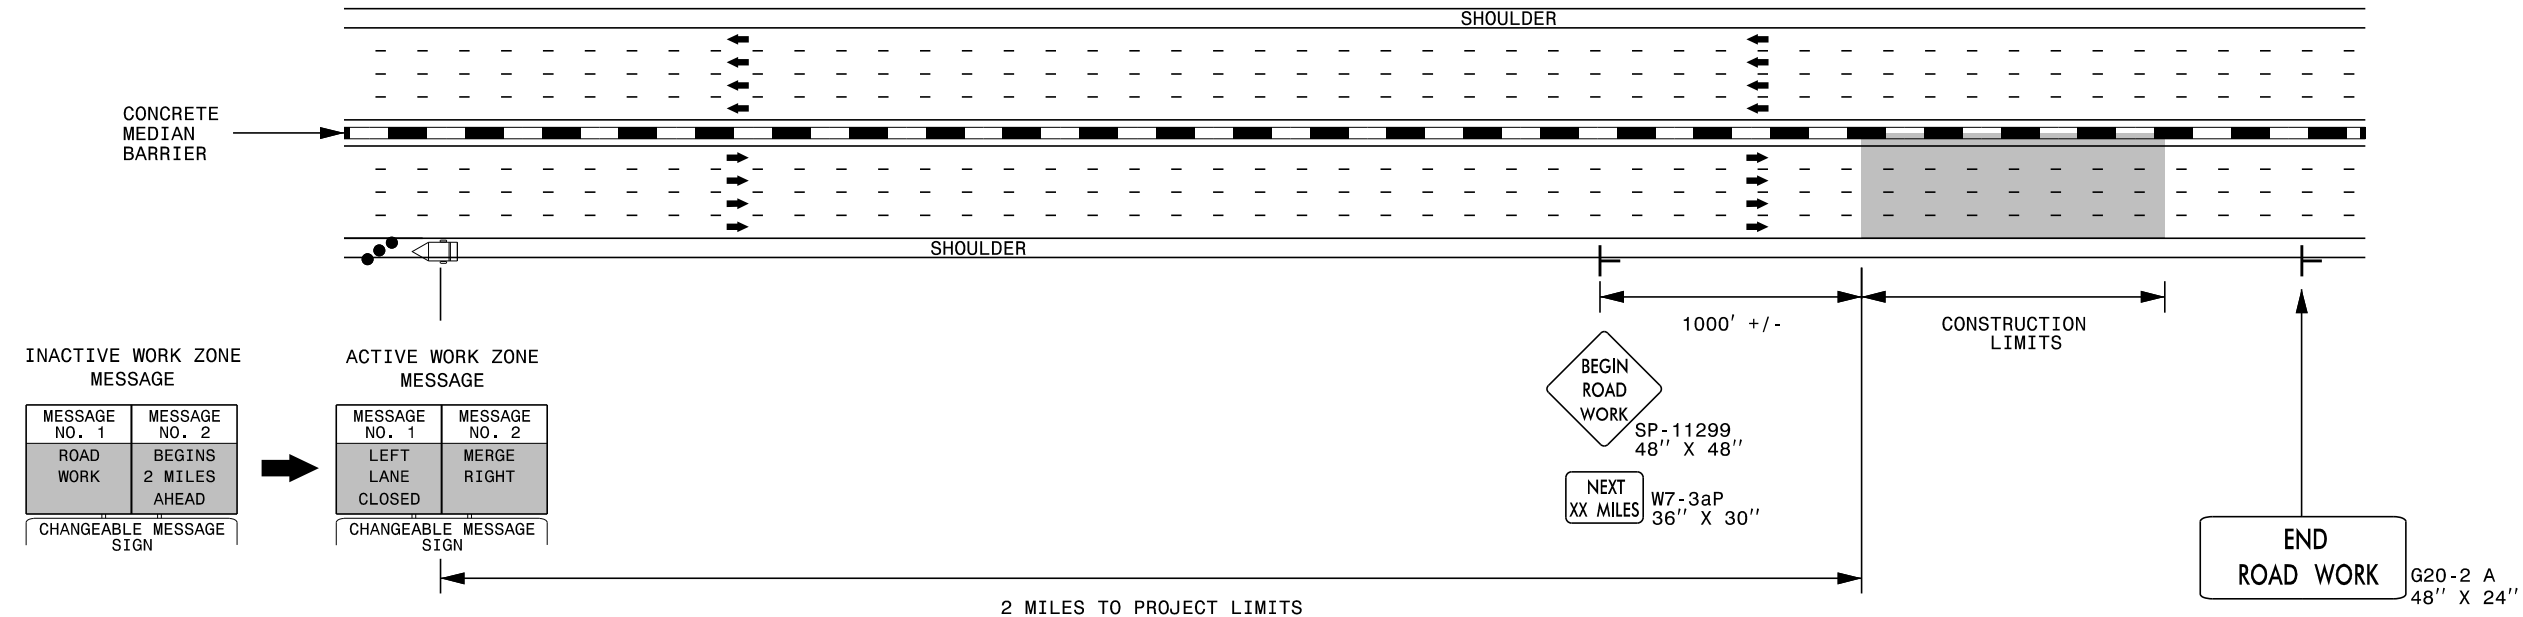 SHOULDER
CONCRETE
MEDIAN
BARRIER
SHOULDER
1000' +/-
CONSTRUCTION
LIMITS
INACTIVE WORK ZONE
MESSAGE
MESSAGE
NO. 1
MESSAGE
NO. 2
ROAD
WORK
BEGINS
2 MILES
AHEAD
CHANGEABLE MESSAGE
SIGN
ACTIVE WORK ZONE
MESSAGE
MESSAGE
NO. 1
MESSAGE
NO. 2
LEFT
LANE
CLOSED
MERGE
RIGHT
CHANGEABLE MESSAGE
SIGN
BEGIN
ROAD
WORK
SP-11299
48'' X 48''
NEXT
XX MILES
W7-3aP
36'' X 30''
END
ROAD WORK
G20-2 A
48'' X 24''
2 MILES TO PROJECT LIMITS